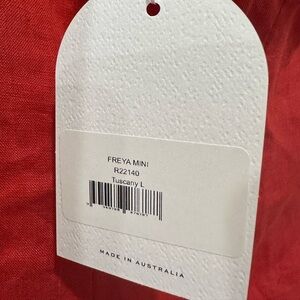 FREYA MINI
R22140
Tuscany L
MADE IN AUSTRALIA